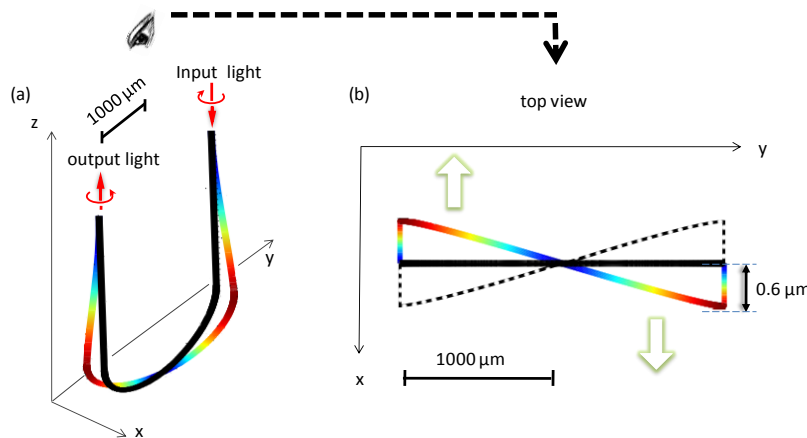 (a)
1000 μm
Input light
z
output light
y
x
(b)
top view
y
0.6 μm
1000 μm
x